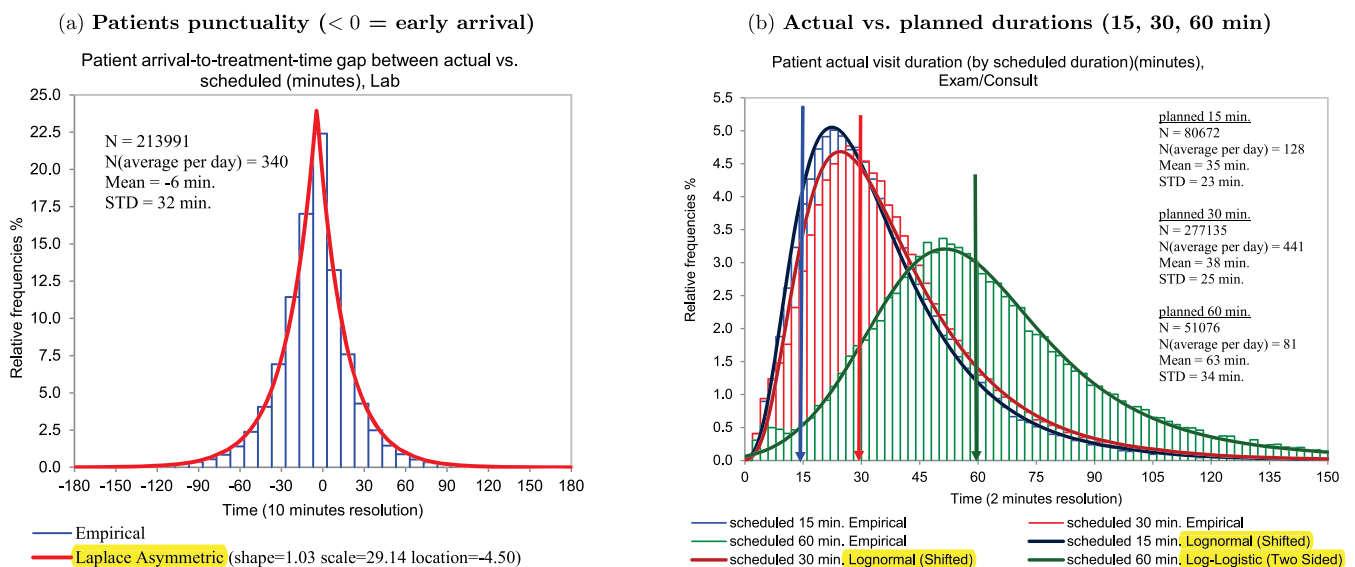 (a) Patients punctuality (< 0 = early arrival)
Patient arrival-to-treatment-time gap between actual vs.
scheduled (minutes), Lab
Relative frequencies %
25.0
22.5
20.0
17.5
15.0
12.5
10.0
7.5
5.0
2.5
0.0
N = 213991
N(average per day) = 340
Mean = -6 min.
STD = 32 min.
-180 -150 -120 -90 -60 -30 0 30 60 90 120 150 180
Time (10 minutes resolution)
Empirical
Laplace Asymmetric (shape=1.03 scale=29.14 location=-4.50)
(b) Actual vs. planned durations (15, 30, 60 min)
Patient actual visit duration (by scheduled duration)(minutes),
Exam/Consult
Relative frequencies %
5.5
5.0
4.5
4.0
3.5
3.0
2.5
2.0
1.5
1.0
0.5
0.0
planned 15 min.
N = 80672
N(average per day) = 128
Mean = 35 min.
STD = 23 min.
planned 30 min.
N = 277135
N(average per day) = 441
Mean = 38 min.
STD = 25 min.
planned 60 min.
N = 51076
N(average per day) = 81
Mean = 63 min.
STD = 34 min.
0 15 30 45 60 75 90 105 120 135 150
Time (2 minutes resolution)
scheduled 15 min. Empirical
scheduled 30 min. Empirical
scheduled 60 min. Empirical
scheduled 15 min. Lognormal (Shifted)
scheduled 30 min. Lognormal (Shifted)
scheduled 60 min. Log-Logistic (Two Sided)